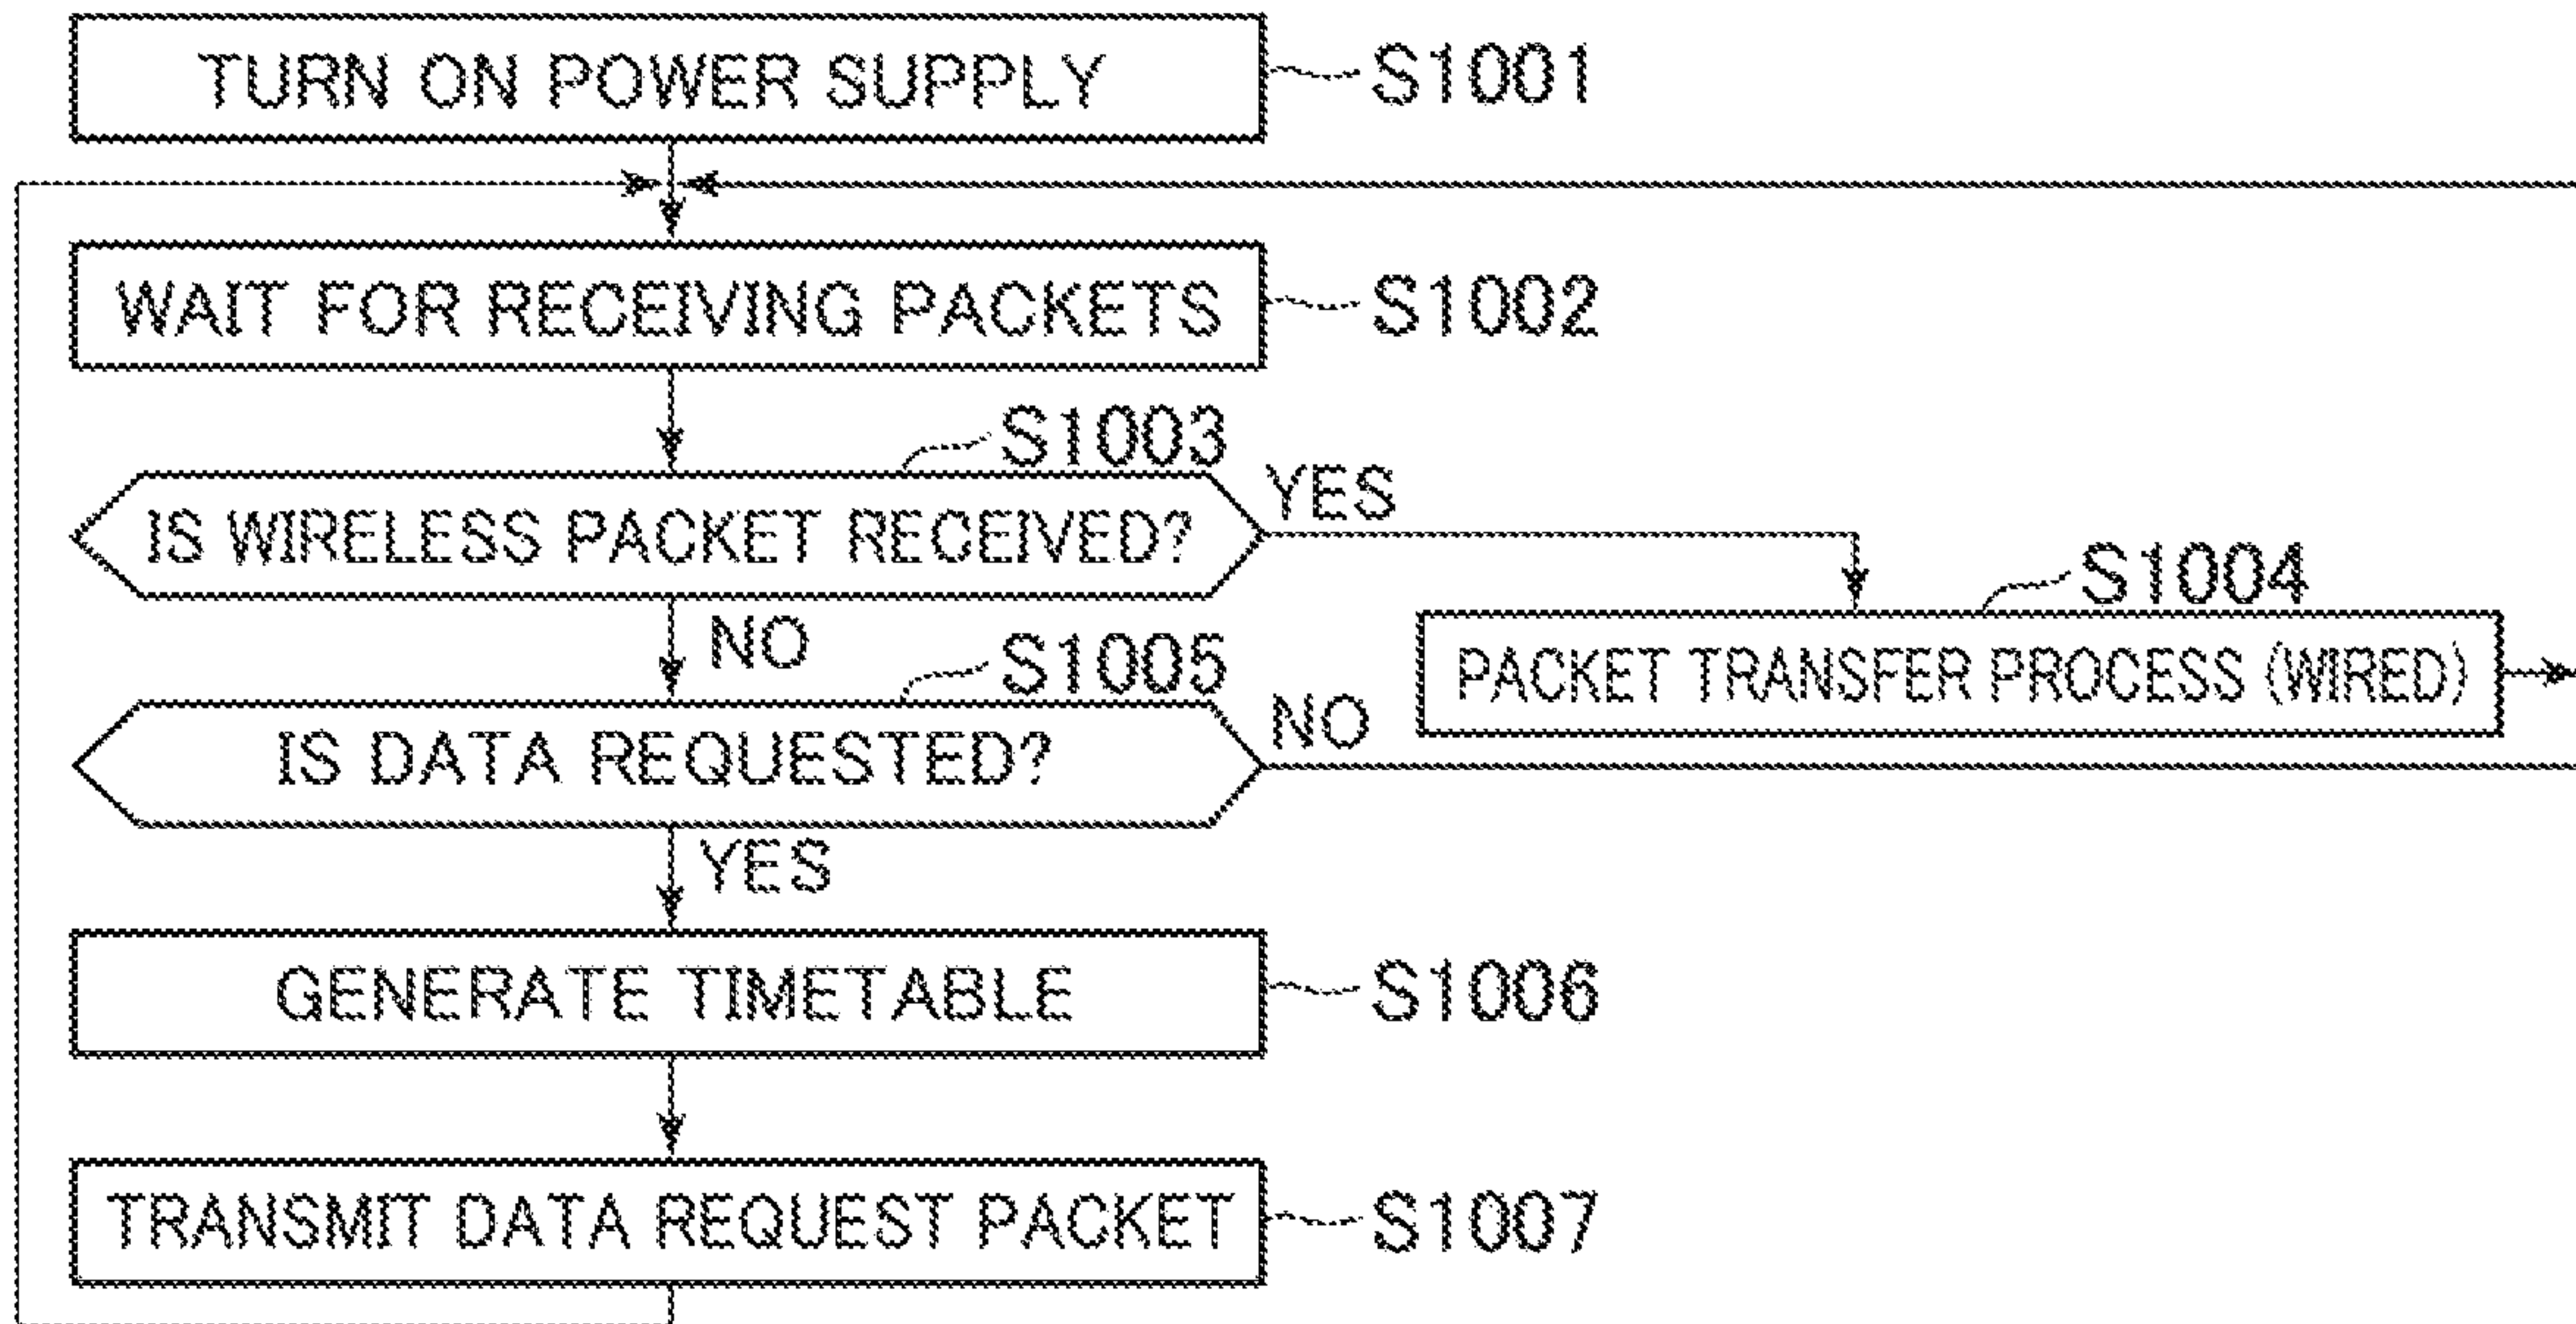 TURN ON POWER SUPPLY
S1001
WAIT FOR RECEIVING PACKETS
S1002
S1003
IS WIRELESS PACKET RECEIVED?
YES
S1004
PACKET TRANSFER PROCESS (WIRED)
NO
S1005
IS DATA REQUESTED?
NO
YES
GENERATE TIMETABLE
S1006
TRANSMIT DATA REQUEST PACKET
S1007